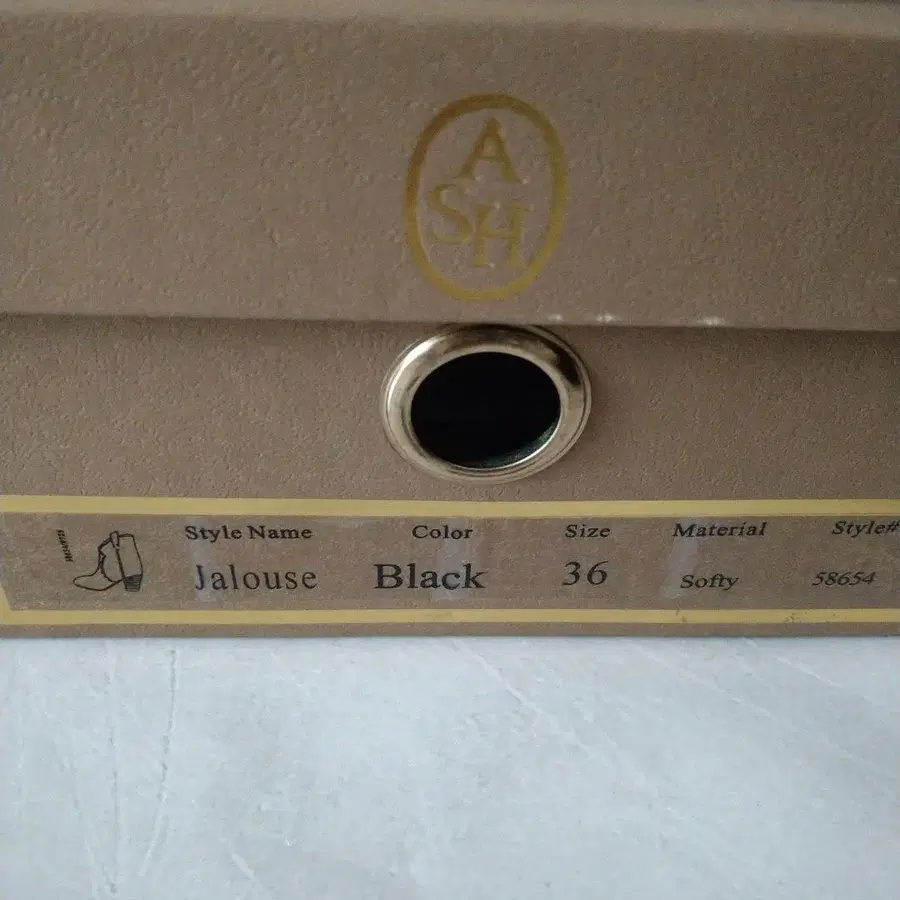 A
SH
Style Name Color Size Material Style#
Jalouse Black 36 Softy 58654